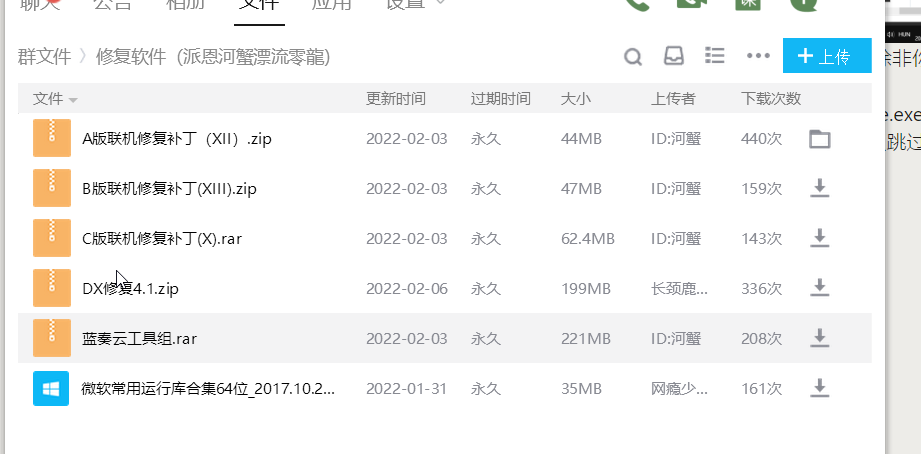 聊天 公告 相册 文件 应用 设置
群文件 〉修复软件（派恩河蟹漂流零龍）
上传
文件 更新时间 过期时间 大小 上传者 下载次数
A版联机修复补丁（XII）.zip 2022-02-03 永久 44MB ID:河蟹 440次
B版联机修复补丁(XIII).zip 2022-02-03 永久 47MB ID:河蟹 159次
C版联机修复补丁(X).rar 2022-02-03 永久 62.4MB ID:河蟹 143次
DX修复4.1.zip 2022-02-06 永久 199MB 长颈鹿... 336次
蓝奏云工具组.rar 2022-02-03 永久 221MB ID:河蟹 208次
微软常用运行库合集64位_2017.10.2... 2022-01-31 永久 35MB 网瘾少... 161次
HUN
除非你
e.exe
跳过